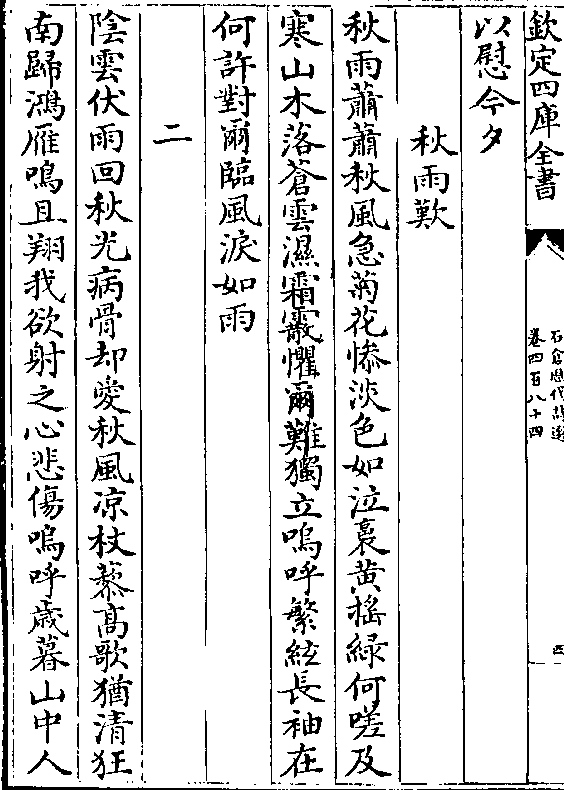 欽定四庫全書
石倉歷代詩選
卷四百八十四
四
以慰今夕
秋雨歎
秋雨蕭蕭秋風急菊花慘淡色如泣裛黄搖緑何嗟及
寒山木落蒼雲濕霜霰懼爾難獨立嗚呼繁絃長袖在
何許對爾臨風淚如雨
二
陰雲伏雨回秋光病骨却愛秋風凉杖藜髙歌猶清狂
南歸鴻雁鳴且翔我欲射之心悲傷嗚呼歲暮山中人